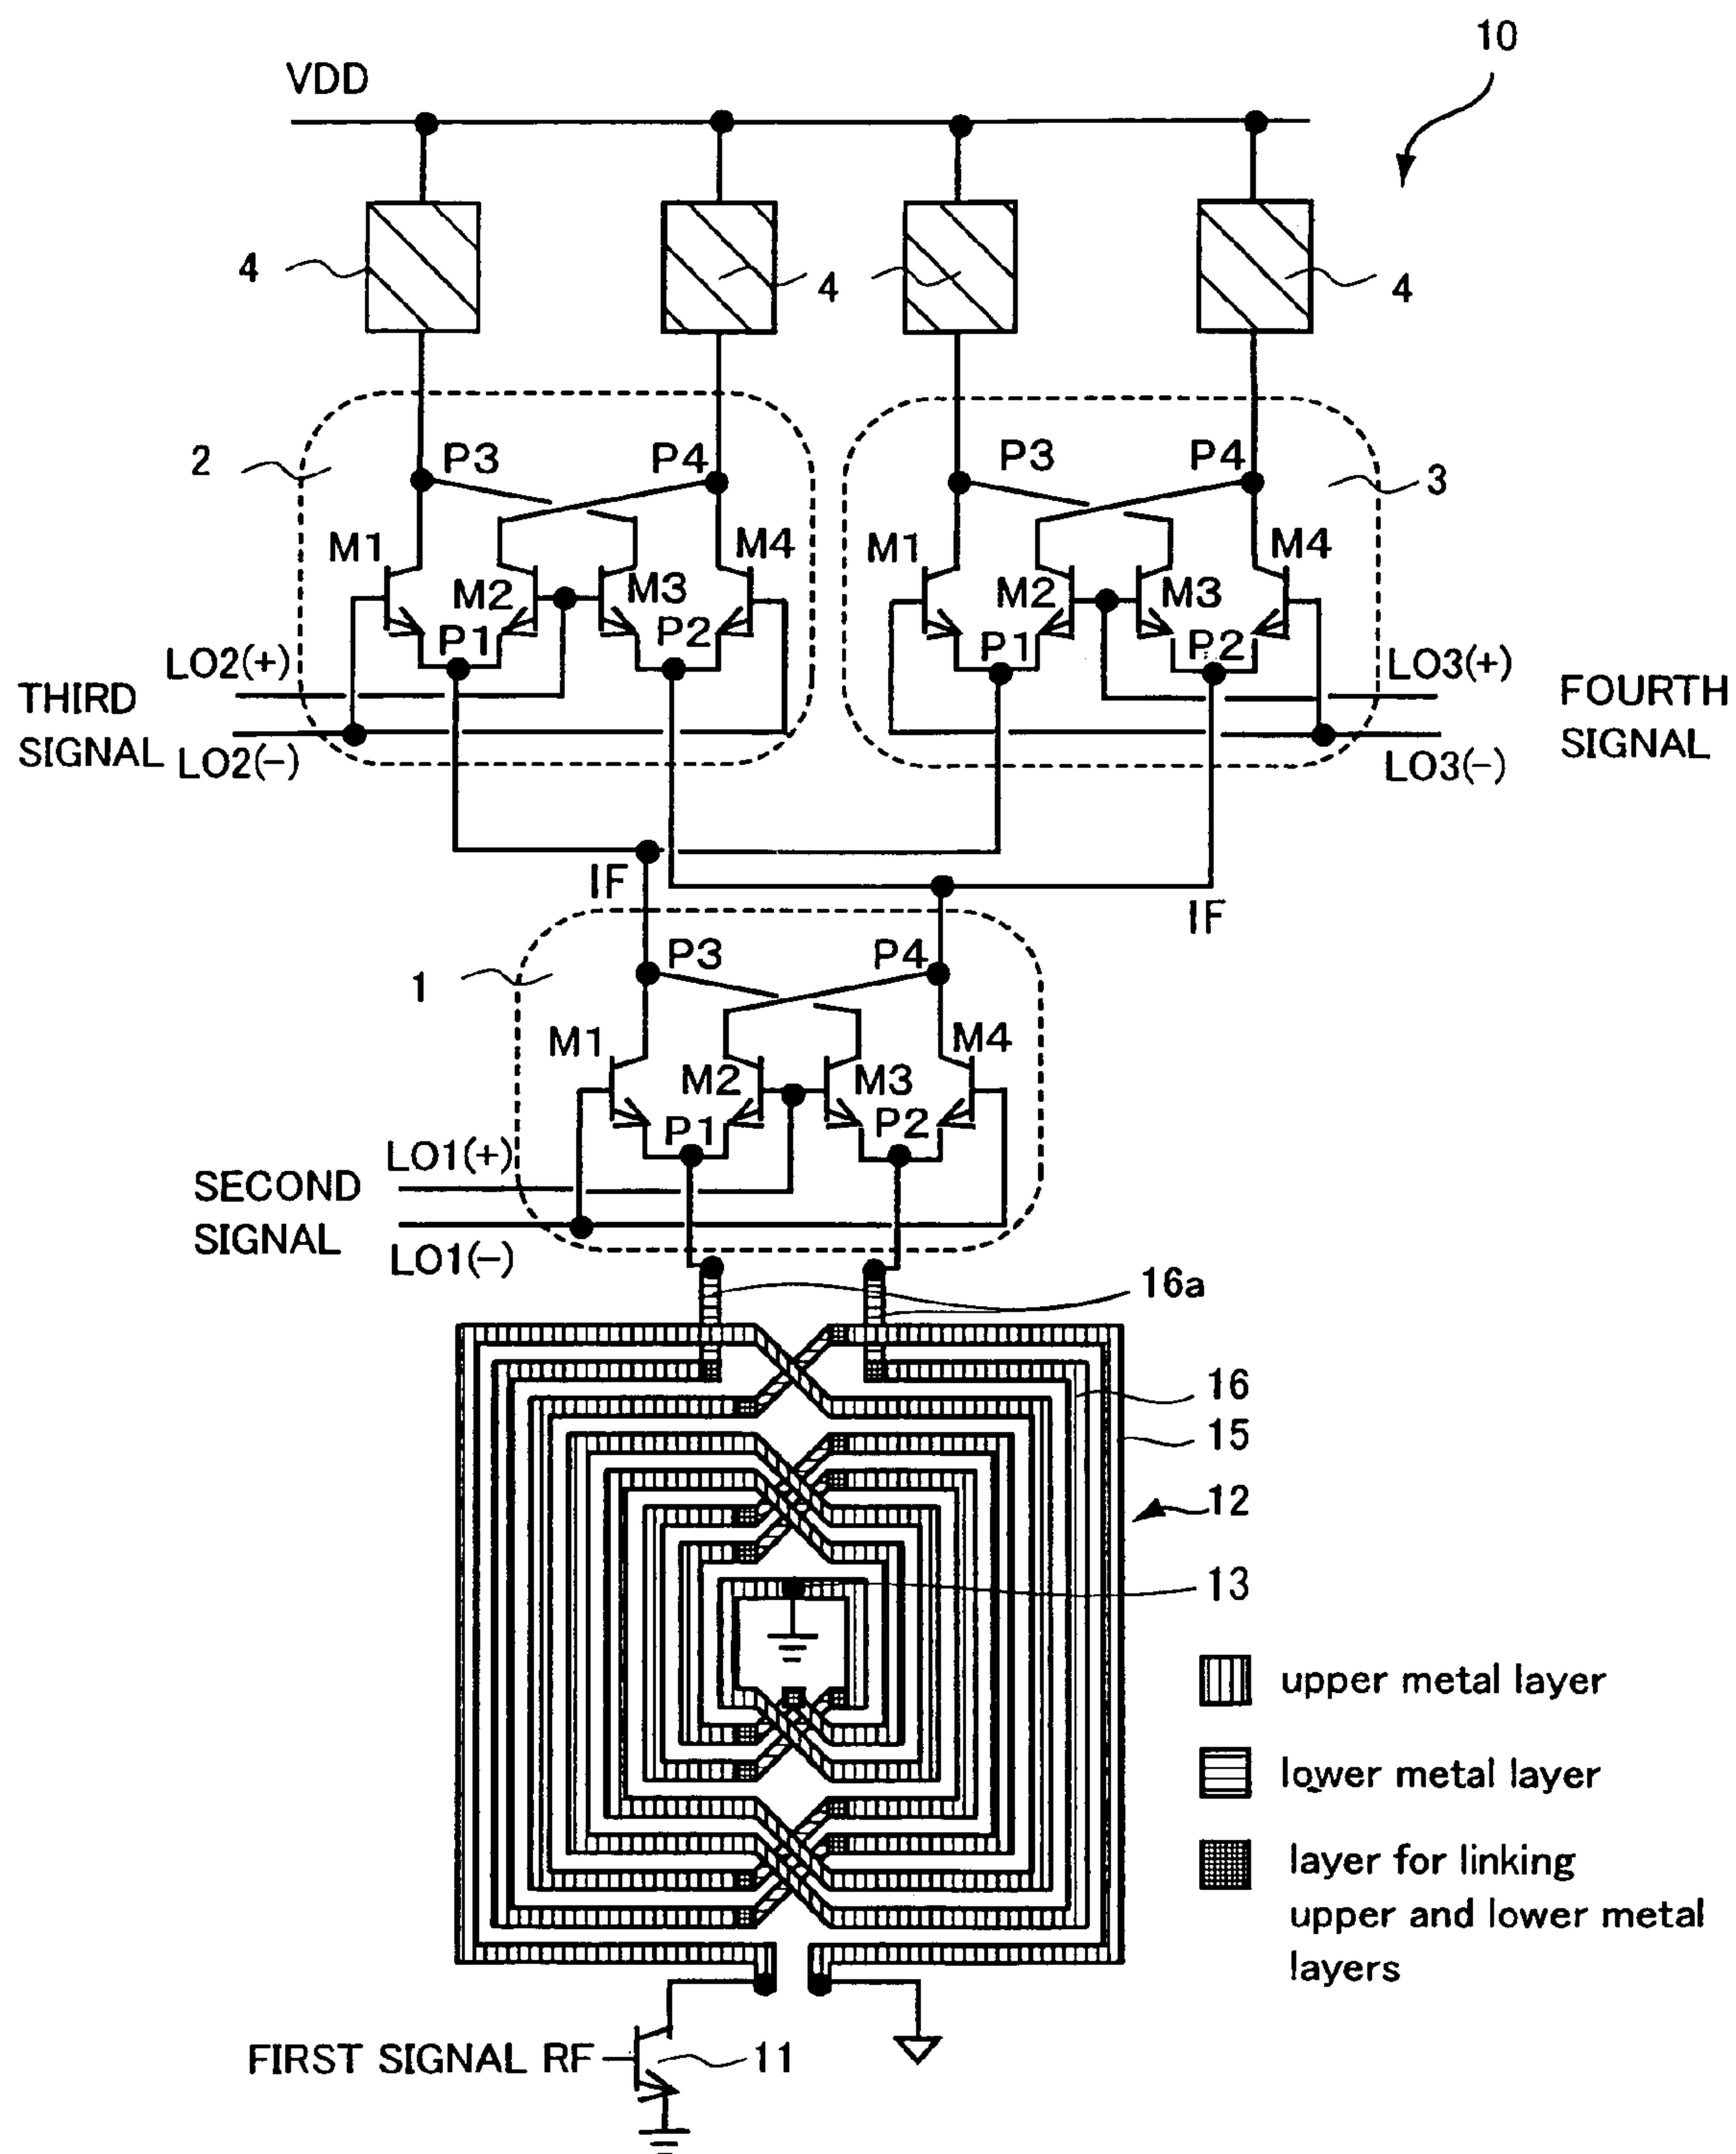 10
VDD
4
4
4
2
P3
P4
P3
P4
3
M1
M4
M1
M4
M2
M3
M2
M3
P1
P2
P1
P2
LO2(+)
LO3(+)
THIRD
SIGNAL
LO2(-)
FOURTH
SIGNAL
LO3(-)
IF
IF
1
P3
P4
M1
M4
M2
M3
P1
P2
LO1(+)
SECOND
SIGNAL
LO1(-)
16a
16
15
12
13
upper metal layer
lower metal layer
layer for linking
upper and lower metal
layers
FIRST SIGNAL RF
11